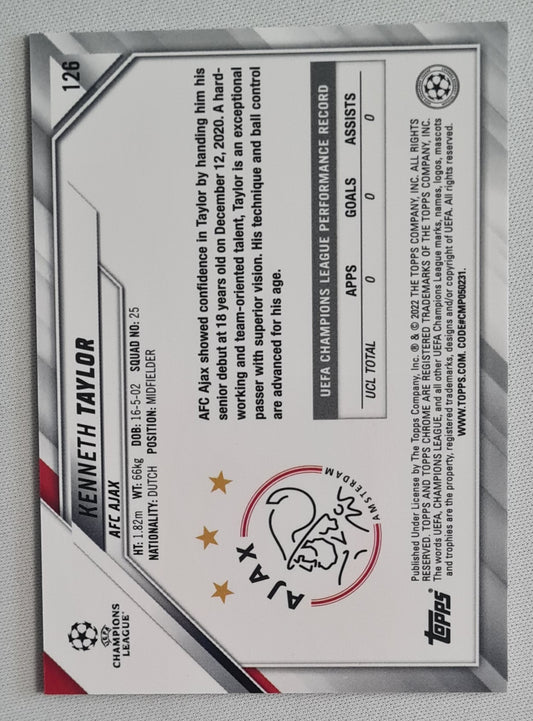 126
UEFA
CHAMPIONS
LEAGUE
KENNETH TAYLOR
AFC AJAX
HT: 1.82m WT: 66kg DOB: 16-5-02 SQUAD NO: 25
NATIONALITY: DUTCH POSITION: MIDFIELDER
AJAX
AMSTERDAM
AFC Ajax showed confidence in Taylor by handing him his
senior debut at 18 years old on December 12, 2020. A hard-
working and team-oriented talent, Taylor is an exceptional
passer with superior vision. His technique and ball control
are advanced for his age.
UEFA CHAMPIONS LEAGUE PERFORMANCE RECORD
APPS GOALS ASSISTS
UCL TOTAL 0 0 0
topps
Published Under License by The Topps Company, Inc. ® & © 2022 THE TOPPS COMPANY, INC. ALL RIGHTS
RESERVED. TOPPS AND TOPPS CHROME ARE REGISTERED TRADEMARKS OF THE TOPPS COMPANY, INC.
The words UEFA, CHAMPIONS LEAGUE, and all other UEFA Champions League marks, names, logos, mascots
and trophies are the property, registered trademarks, designs and/or copyright of UEFA. All rights reserved.
WWW.TOPPS.COM. CODE#CMP050231.